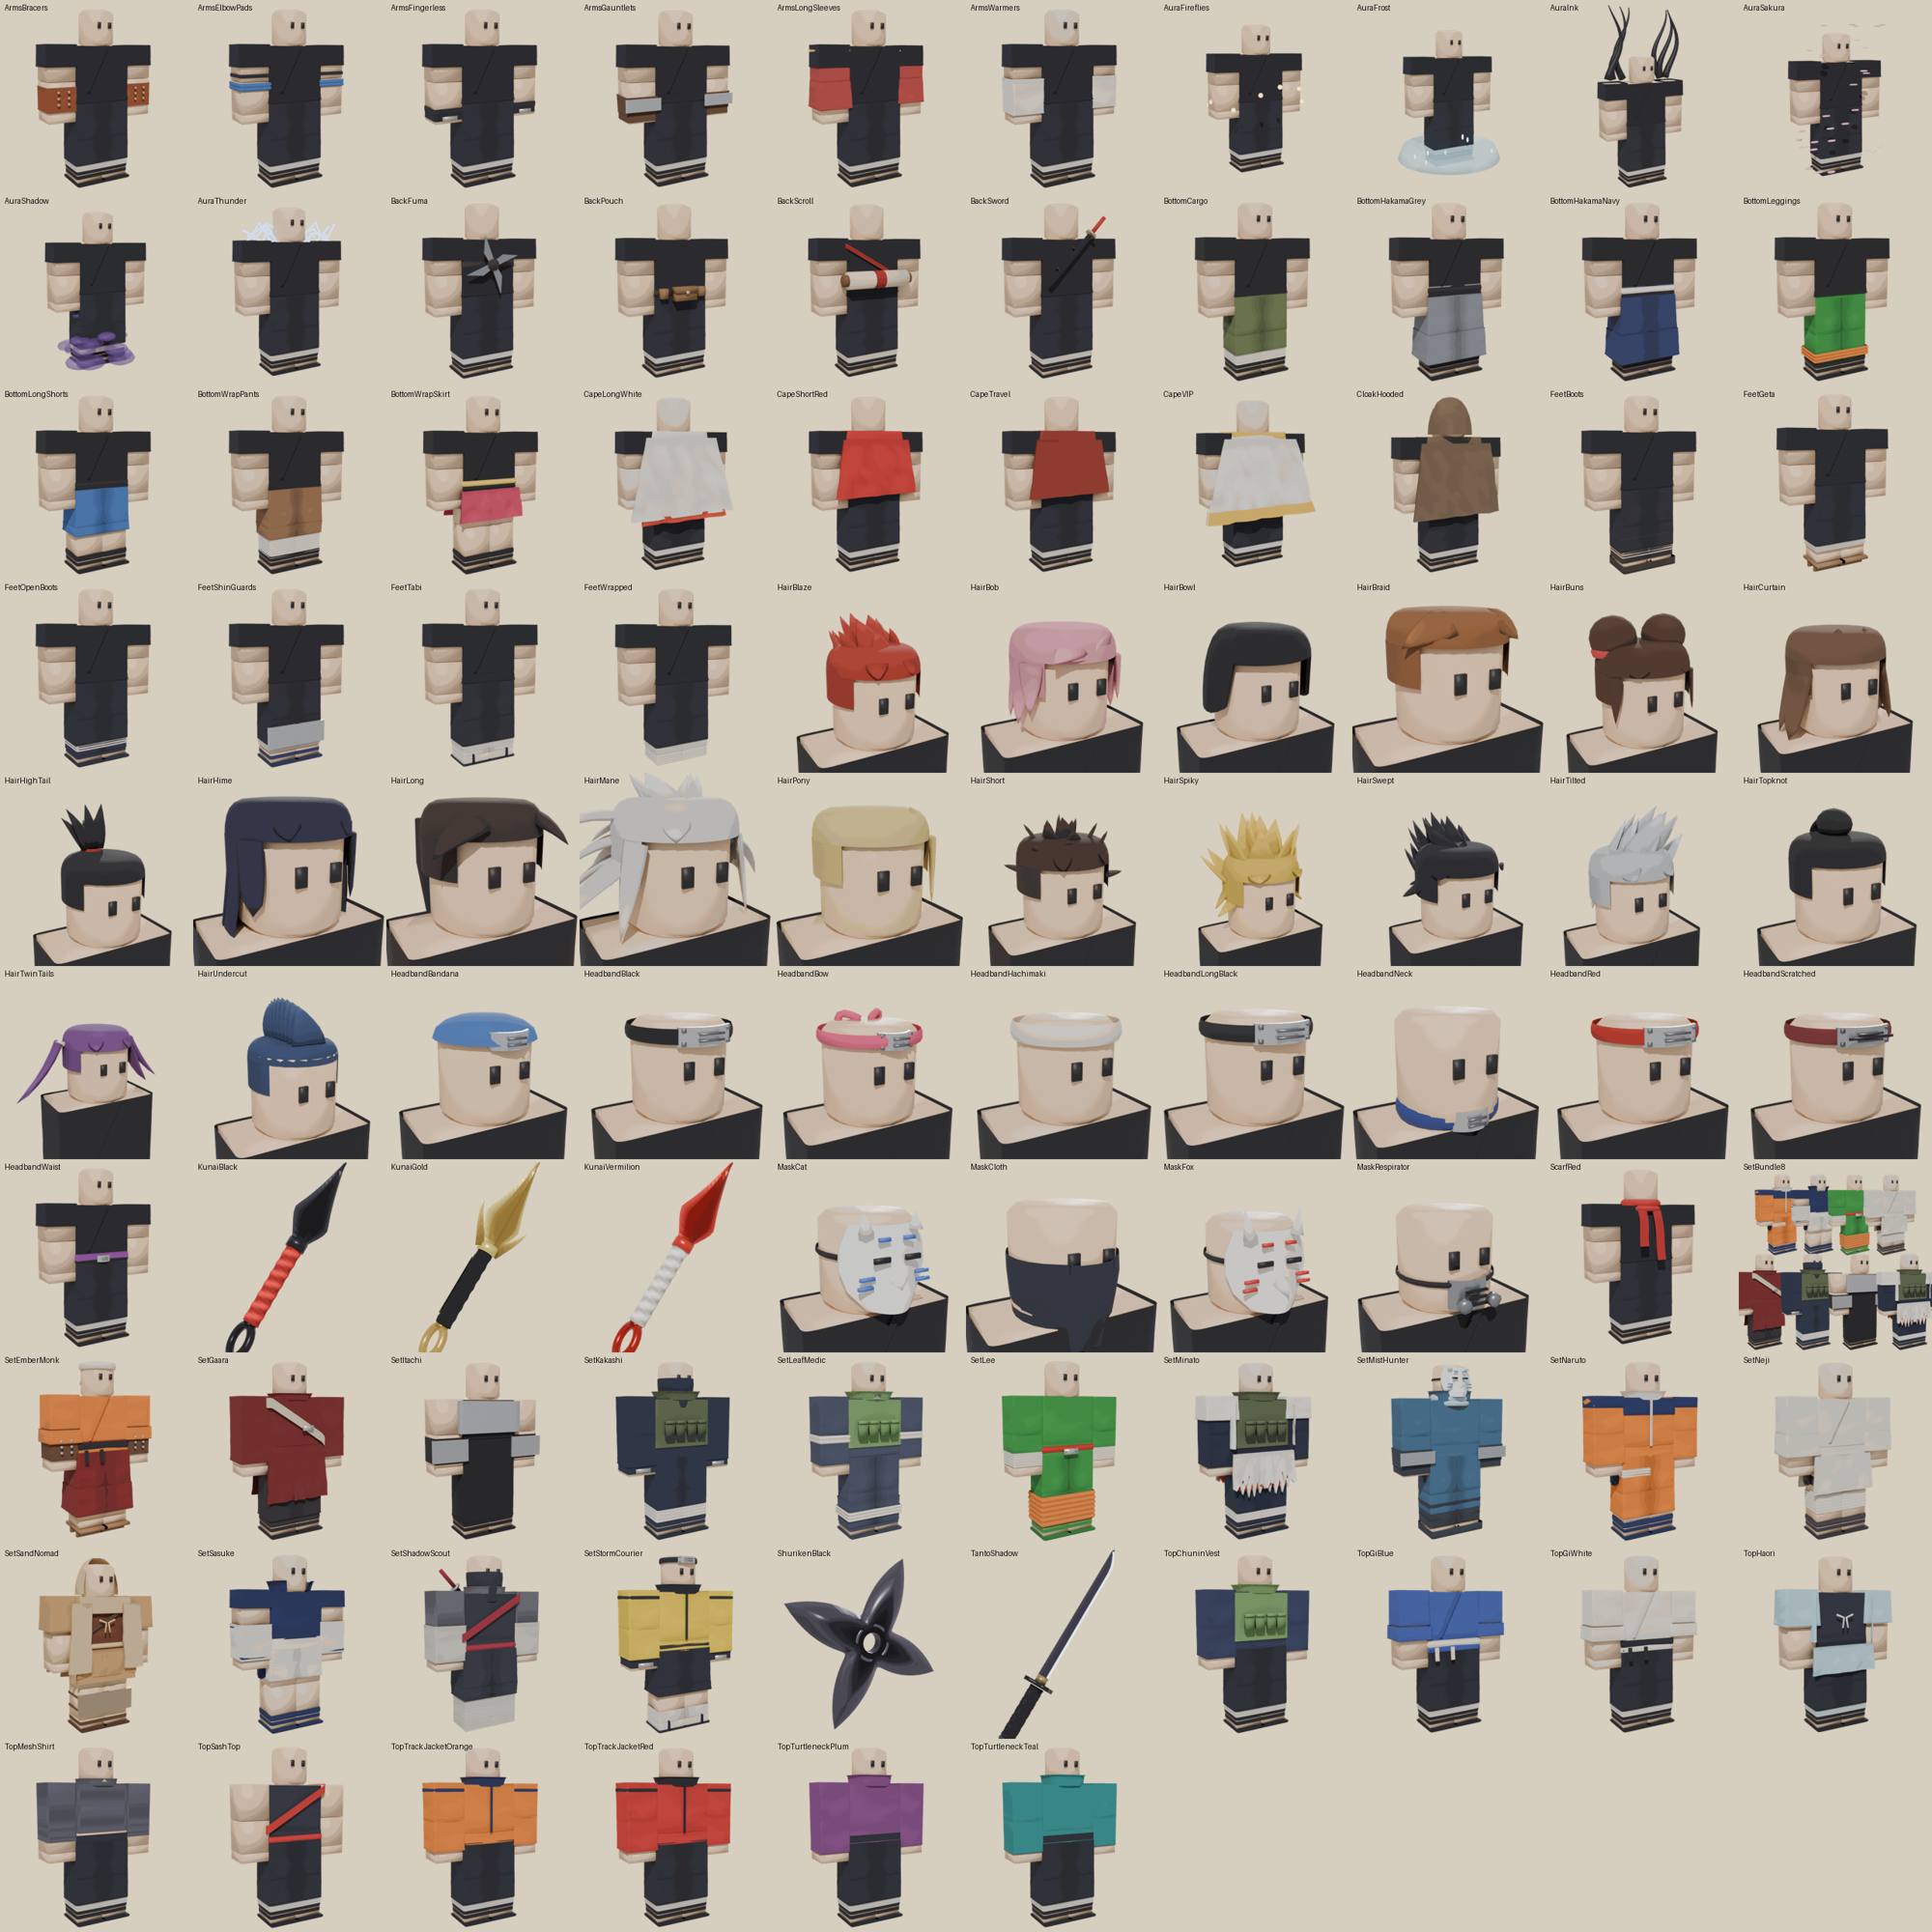 ArmsBracers
ArmsElbowPads
ArmsFingerless
ArmsGauntlets
ArmsLongSleeves
ArmsWarmers
AuraFireflies
AuraFrost
AuraInk
AuraSakura
AuraShadow
AuraThunder
BackFuma
BackPouch
BackScroll
BackSword
BottomCargo
BottomHakamaGrey
BottomHakamaNavy
BottomLeggings
BottomLongShorts
BottomWrapPants
BottomWrapSkirt
CapeLongWhite
CapeShortRed
CapeTravel
CapeVIP
CloakHooded
FeetBoots
FeetGeta
FeetOpenBoots
FeetShinGuards
FeetTabi
FeetWrapped
HairBlaze
HairBob
HairBowl
HairBraid
HairBuns
HairCurtain
HairHighTail
HairHime
HairLong
HairMane
HairPony
HairShort
HairSpiky
HairSwept
HairTilted
HairTopknot
HairTwinTails
HairUndercut
HeadbandBandana
HeadbandBlack
HeadbandBow
HeadbandHachimaki
HeadbandLongBlack
HeadbandNeck
HeadbandRed
HeadbandScratched
HeadbandWaist
KunaiBlack
KunaiGold
KunaiVermilion
MaskCat
MaskCloth
MaskFox
MaskRespirator
ScarfRed
SetBundle8
SetEmberMonk
SetGaara
SetItachi
SetKakashi
SetLeafMedic
SetLee
SetMinato
SetMistHunter
SetNaruto
SetNeji
SetSandNomad
SetSasuke
SetShadowScout
SetStormCourier
ShurikenBlack
TantoShadow
TopChuninVest
TopGiBlue
TopGiWhite
TopHaori
TopMeshShirt
TopSashTop
TopTrackJacketOrange
TopTrackJacketRed
TopTurtleneckPlum
TopTurtleneckTeal